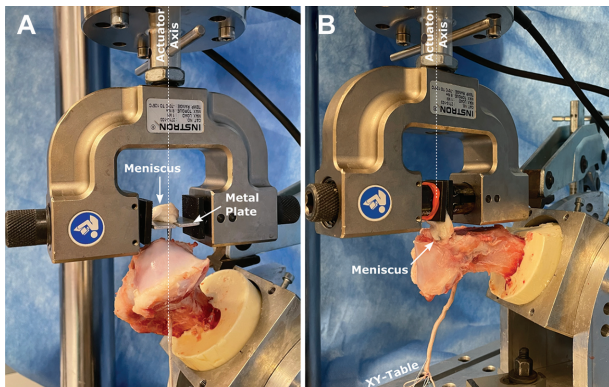 A
Actuator
Axis
INSTRON®
Meniscus
Metal
Plate
B
Actuator
Axis
INSTRON®
Meniscus
XY-Table